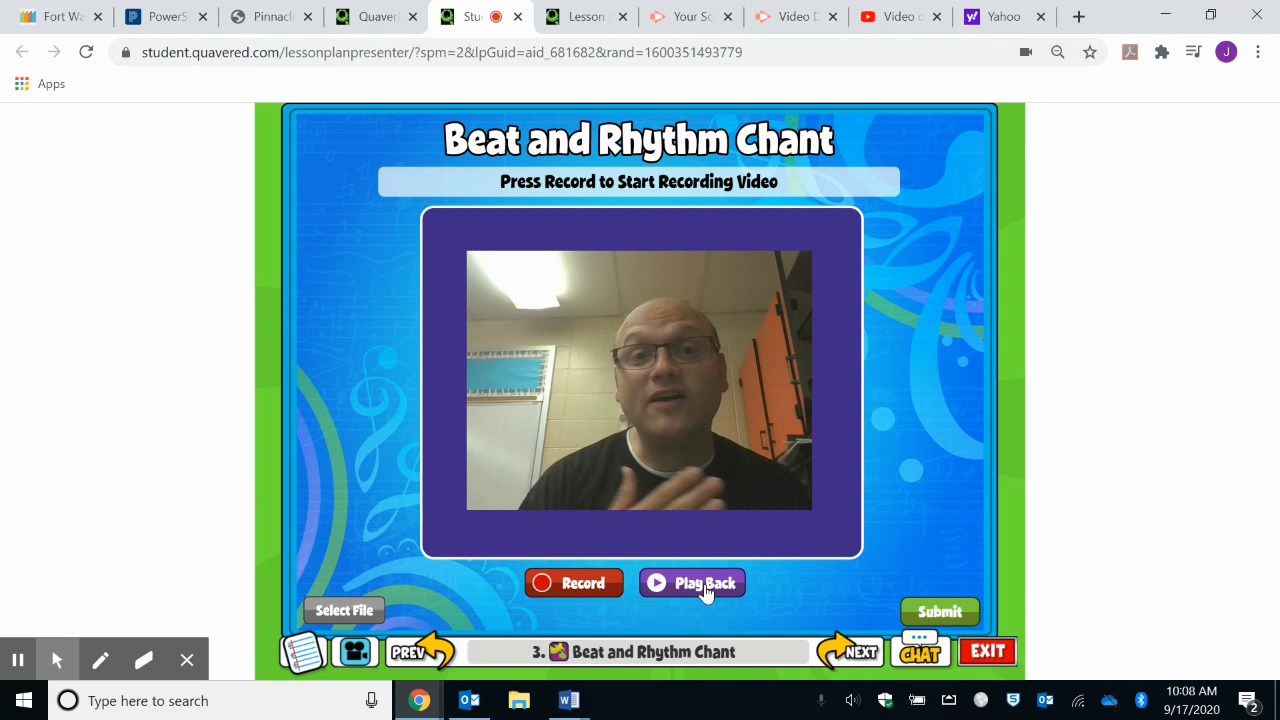 Fort Wa
PowerS
Pin
Quaver
Stu
Lesson
Your Sc
Video D
Video c
Yahoo
student.quavered.com/lessonplanpresenter/?spm=2&lpGuid=aid_681682&rand=1600351493779
J
Apps
Beat and Rhythm Chant
Press Record to Start Recording Video
Record
Play Back
Select File
Submit
PREV
3. Beat and Rhythm Chant
NEXT
CHAT
EXIT
Type here to search
10:08 AM
9/17/2020
2